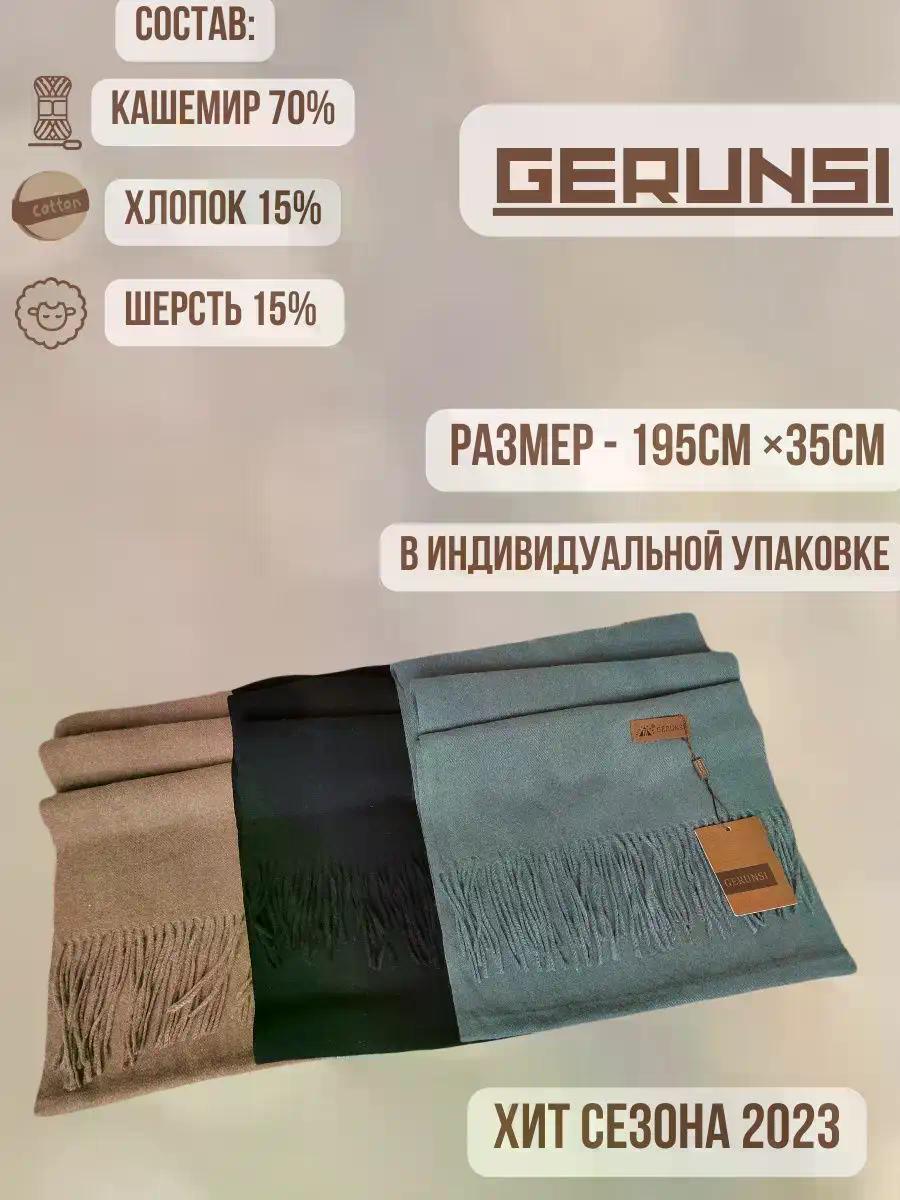 СОСТАВ:
КАШЕМИР 70%
cotton
ХЛОПОК 15%
ШЕРСТЬ 15%
GERUNSI
РАЗМЕР - 195СМ ×35СМ
В ИНДИВИДУАЛЬНОЙ УПАКОВКЕ
GERUNSI
GERUNSI
ХИТ СЕЗОНА 2023